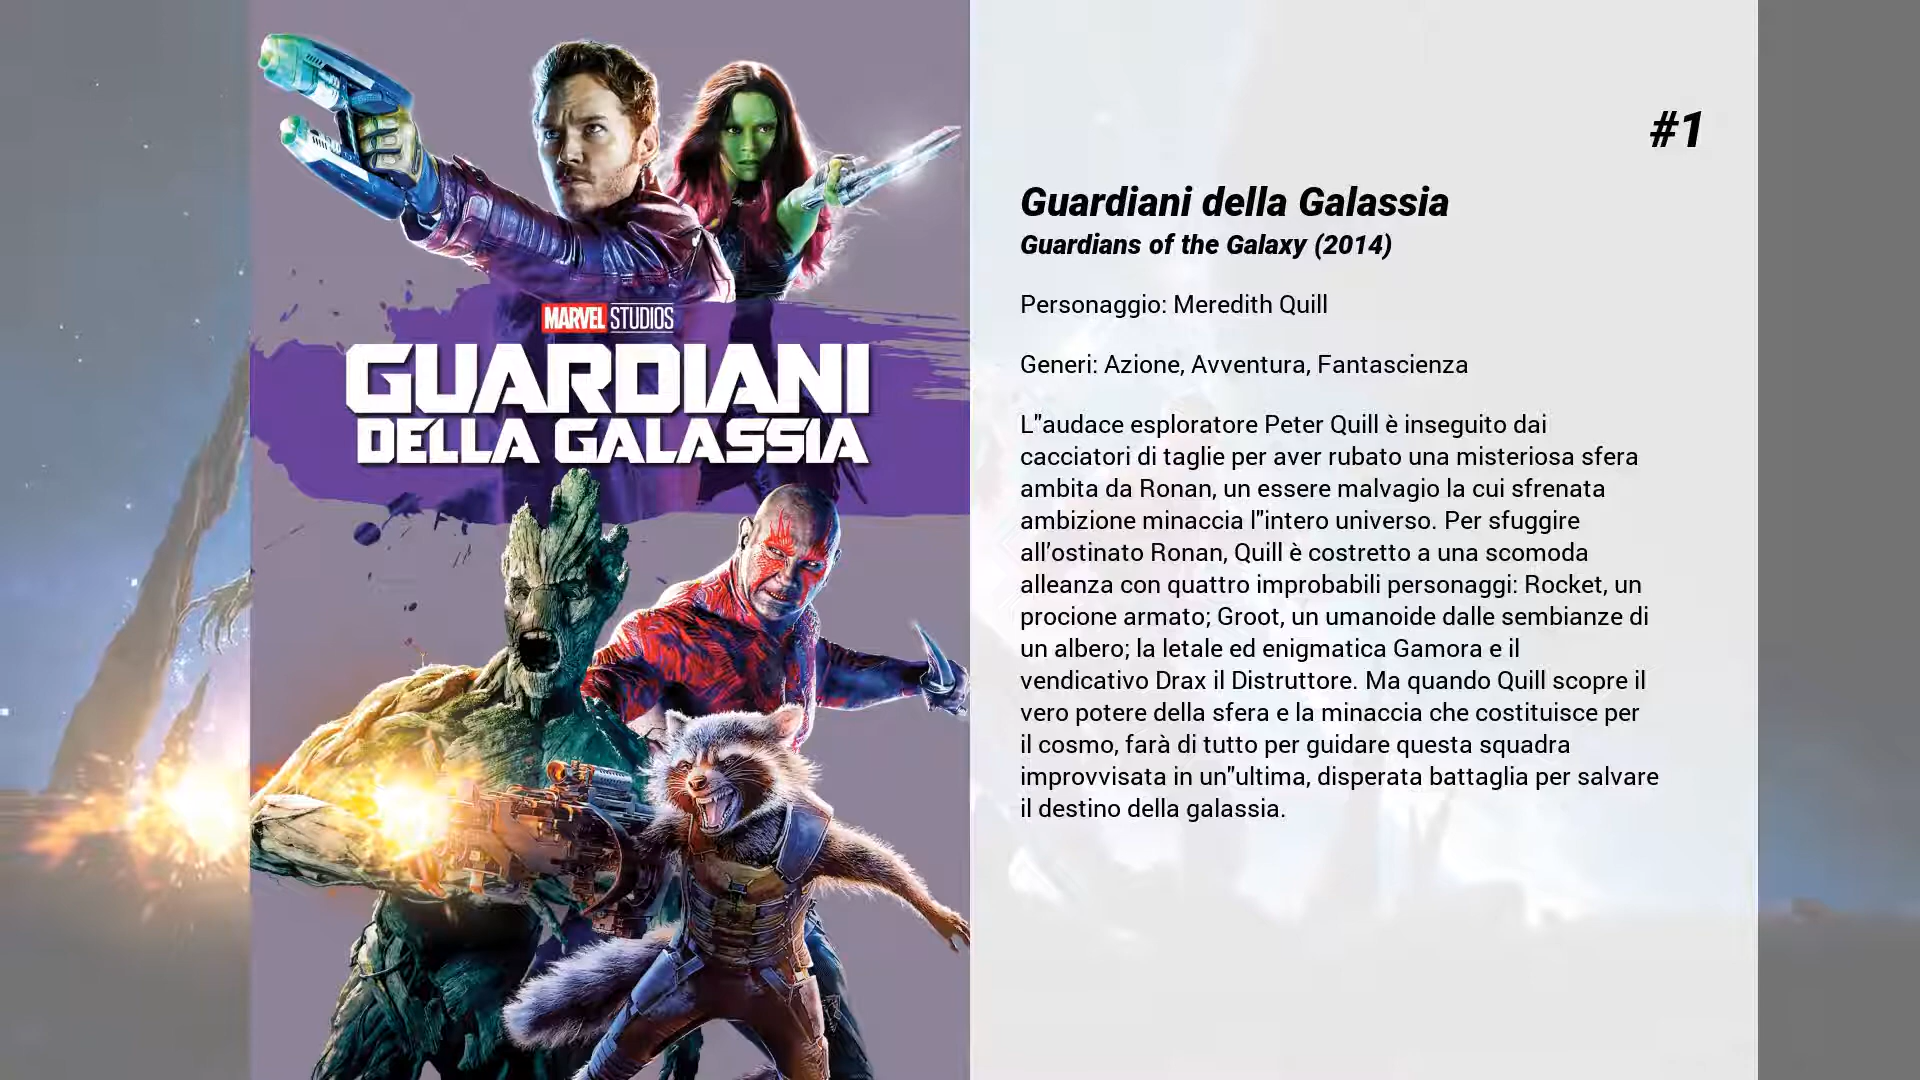 MARVEL STUDIOS
GUARDIANI
DELLA GALASSIA
#1
Guardiani della Galassia
Guardians of the Galaxy (2014)
Personaggio: Meredith Quill
Generi: Azione, Avventura, Fantascienza
L"audace esploratore Peter Quill è inseguito dai
cacciatori di taglie per aver rubato una misteriosa sfera
ambita da Ronan, un essere malvagio la cui sfrenata
ambizione minaccia l"intero universo. Per sfuggire
all’ostinato Ronan, Quill è costretto a una scomoda
alleanza con quattro improbabili personaggi: Rocket, un
procione armato; Groot, un umanoide dalle sembianze di
un albero; la letale ed enigmatica Gamora e il
vendicativo Drax il Distruttore. Ma quando Quill scopre il
vero potere della sfera e la minaccia che costituisce per
il cosmo, farà di tutto per guidare questa squadra
improvvisata in un"ultima, disperata battaglia per salvare
il destino della galassia.